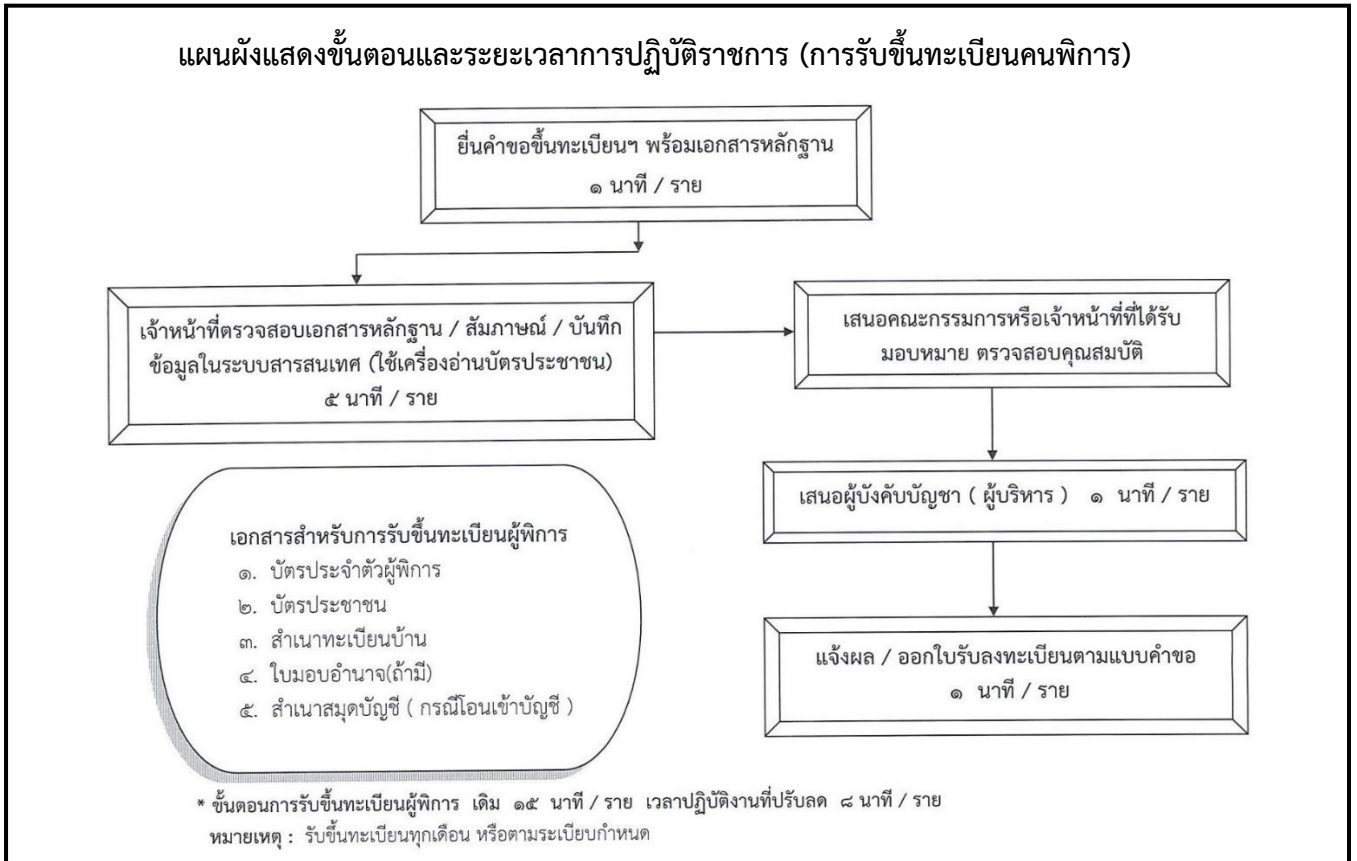 แผนผังแสดงขั้นตอนและระยะเวลาการปฏิบัติราชการ (การรับขึ้นทะเบียนคนพิการ)
ยื่นคำขอขึ้นทะเบียนฯ พร้อมเอกสารหลักฐาน
๑ นาที / ราย
เจ้าหน้าที่ตรวจสอบเอกสารหลักฐาน / สัมภาษณ์ / บันทึก
ข้อมูลในระบบสารสนเทศ (ใช้เครื่องอ่านบัตรประชาชน)
๕ นาที / ราย
เสนอคณะกรรมการหรือเจ้าหน้าที่ที่ได้รับ
มอบหมาย ตรวจสอบคุณสมบัติ
เสนอผู้บังคับบัญชา ( ผู้บริหาร ) ๑ นาที / ราย
แจ้งผล / ออกใบรับลงทะเบียนตามแบบคำขอ
๑ นาที / ราย
เอกสารสำหรับการรับขึ้นทะเบียนผู้พิการ
๑. บัตรประจำตัวผู้พิการ
๒. บัตรประชาชน
๓. สำเนาทะเบียนบ้าน
๔. ใบมอบอำนาจ(ถ้ามี)
๕. สำเนาสมุดบัญชี ( กรณีโอนเข้าบัญชี )
* ขั้นตอนการรับขึ้นทะเบียนผู้พิการ เดิม ๑๕ นาที / ราย เวลาปฏิบัติงานที่ปรับลด ๘ นาที / ราย
หมายเหตุ : รับขึ้นทะเบียนทุกเดือน หรือตามระเบียบกำหนด